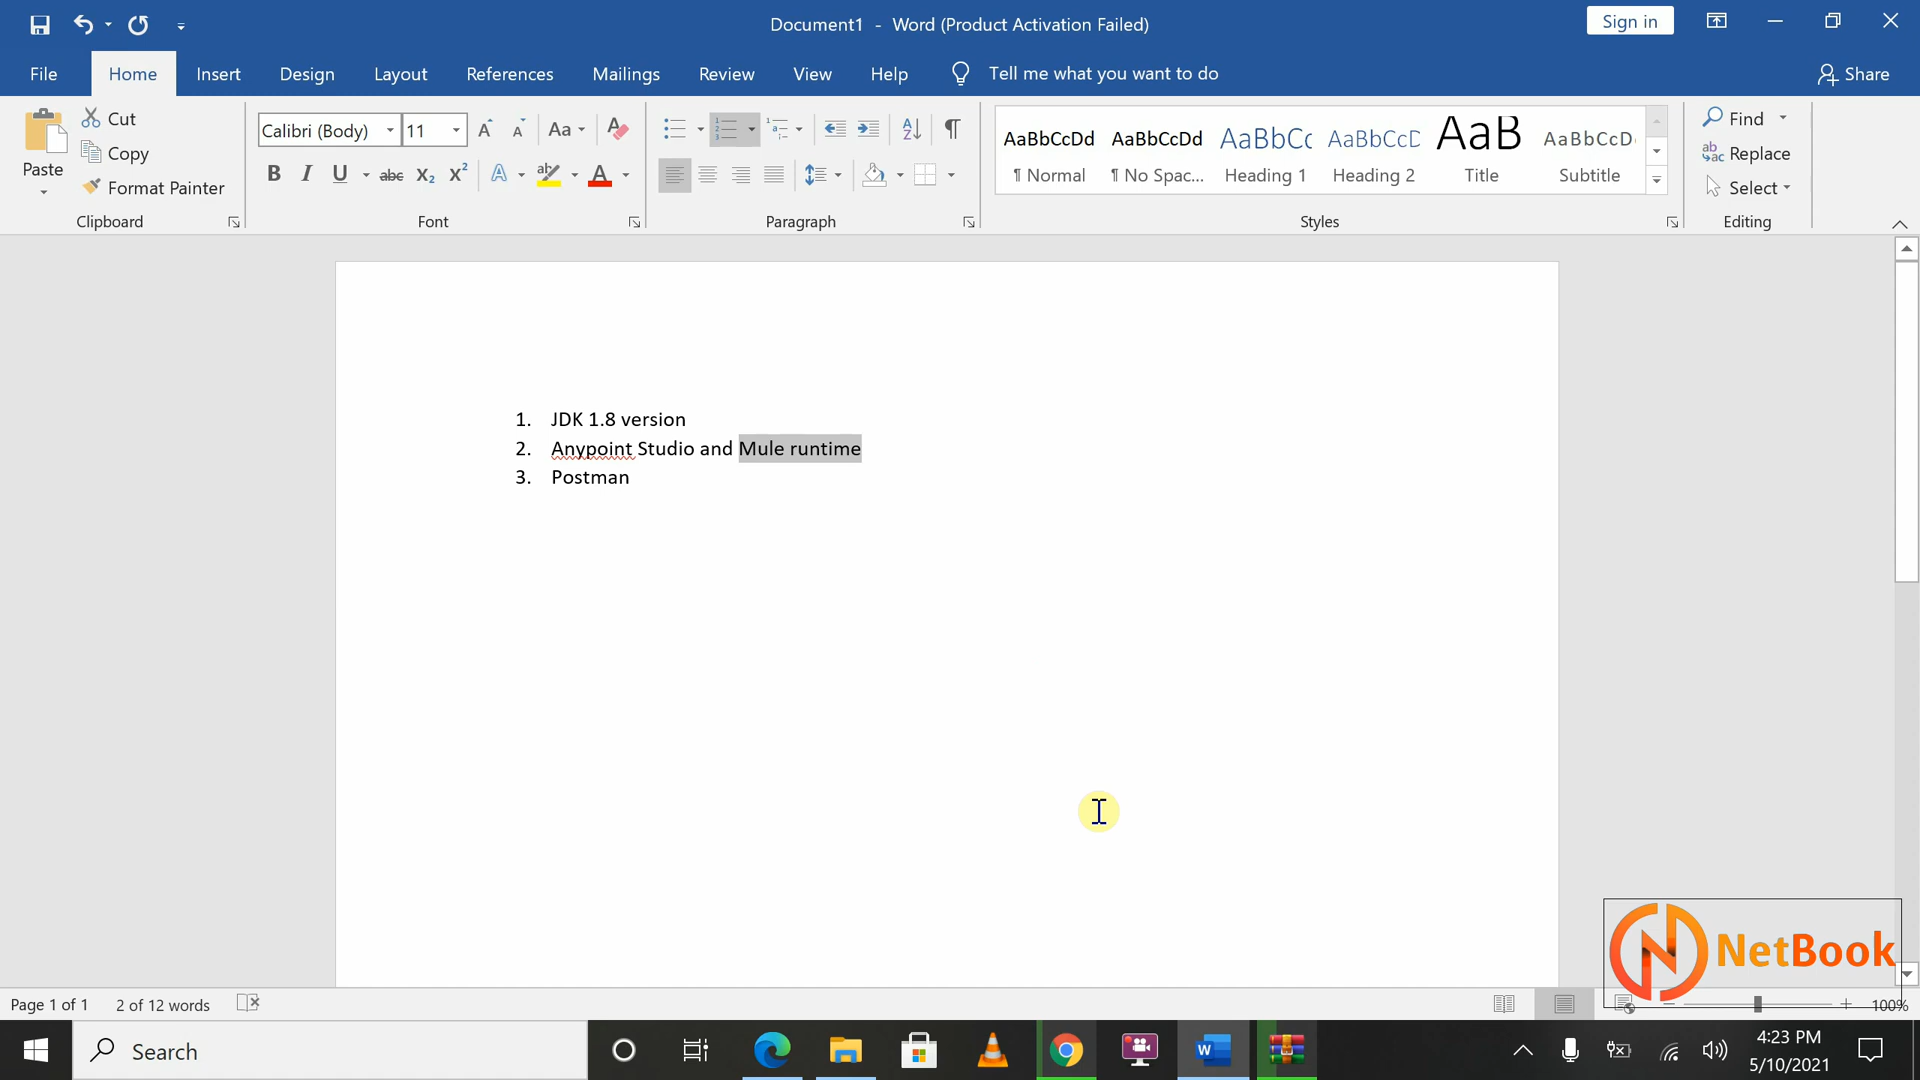 Document1 - Word (Product Activation Failed)
Sign in
File Home Insert Design Layout References Mailings Review View Help Tell me what you want to do Share
Paste
Cut
Copy
Format Painter
Clipboard
Calibri (Body) 11
Font
Paragraph
AaBbCcDd AaBbCcDd AaBbCc AaBbCcD AaB AaBbCcD
¶ Normal ¶ No Spac... Heading 1 Heading 2 Title Subtitle
Styles
Find
Replace
Select
Editing
1. JDK 1.8 version
2. Anypoint Studio and Mule runtime
3. Postman
NetBook
Page 1 of 1 2 of 12 words 100%
Search
4:23 PM
5/10/2021